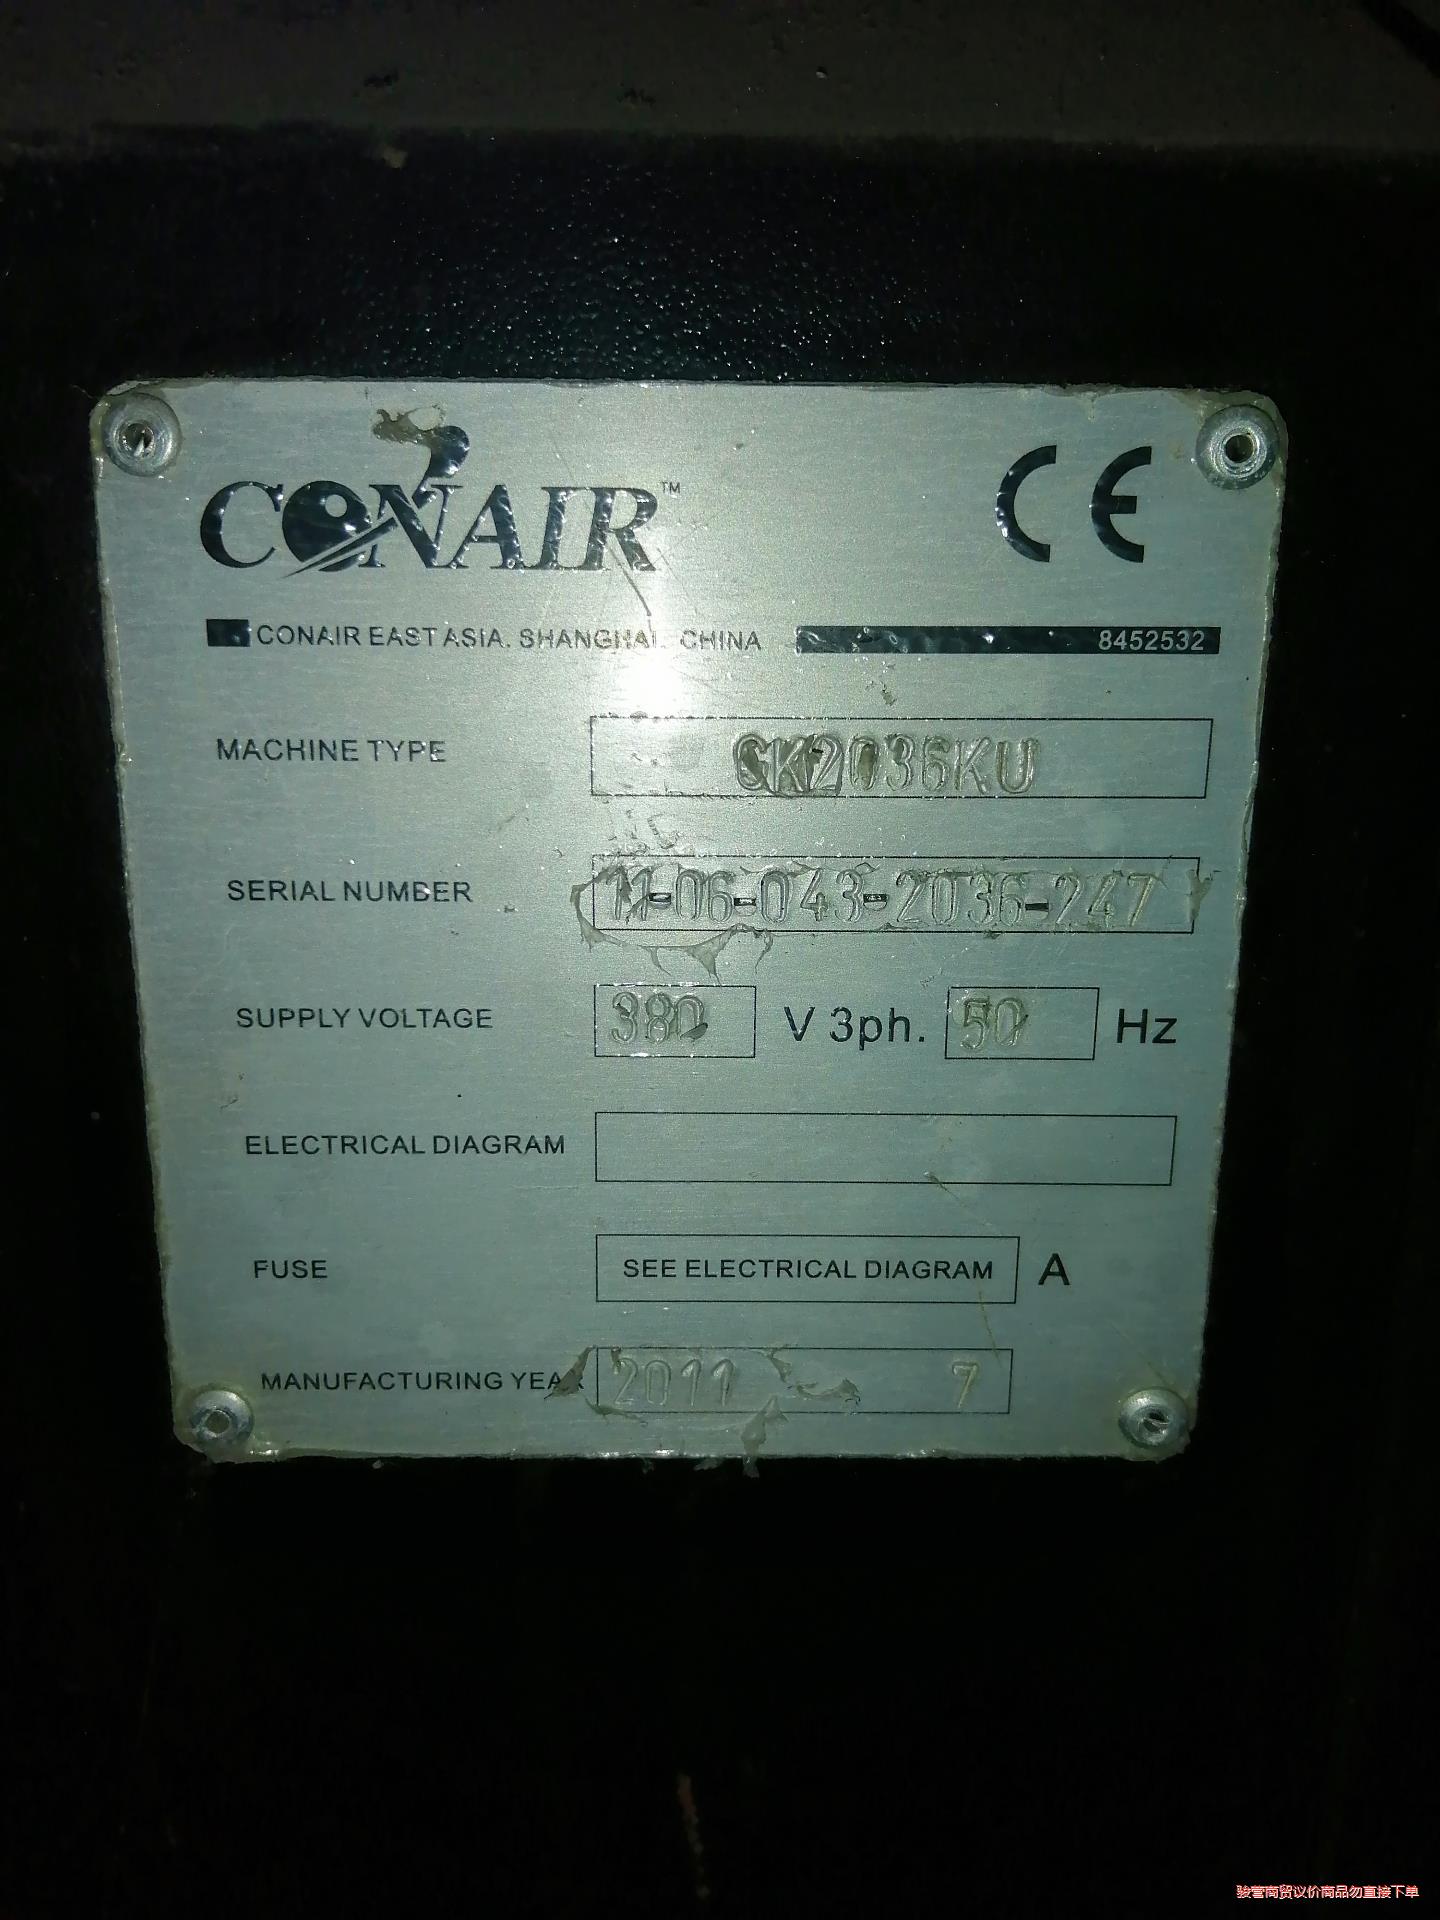 CONAIR™
CE
CONAIR EAST ASIA. SHANGHAI. CHINA 8452532
MACHINE TYPE CK2036KU
SERIAL NUMBER 11-06-043-2036-247
SUPPLY VOLTAGE 380 V 3ph. 50 Hz
ELECTRICAL DIAGRAM
FUSE SEE ELECTRICAL DIAGRAM A
MANUFACTURING YEAR 2011 7
骏菅商贸议价商品勿直接下单